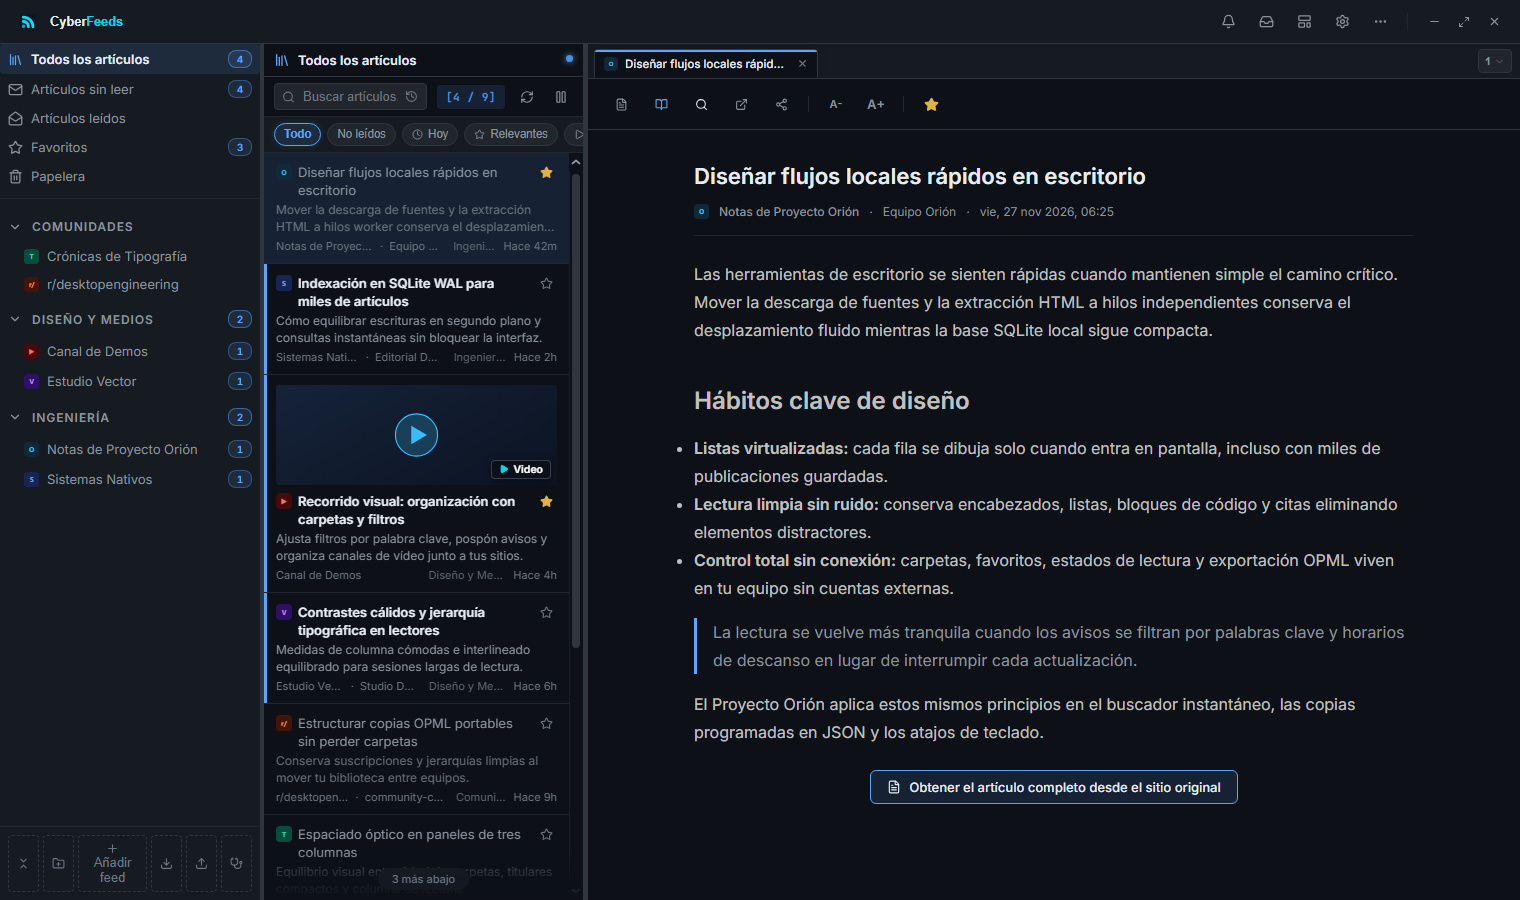 CyberFeeds
Todos los artículos 4
Artículos sin leer 4
Artículos leídos
Favoritos 3
Papelera
COMUNIDADES
T Crónicas de Tipografía
r/ r/desktopengineering
DISEÑO Y MEDIOS 2
Canal de Demos 1
V Estudio Vector 1
INGENIERÍA 2
O Notas de Proyecto Orión 1
S Sistemas Nativos 1
+
Añadir
feed
Todos los artículos
Buscar artículos [4 / 9]
Todo No leídos Hoy Relevantes
O Diseñar flujos locales rápidos en
escritorio
Mover la descarga de fuentes y la extracción
HTML a hilos worker conserva el desplazamien...
Notas de Proyec... · Equipo ... Ingeni... Hace 42m
S Indexación en SQLite WAL para
miles de artículos
Cómo equilibrar escrituras en segundo plano y
consultas instantáneas sin bloquear la interfaz.
Sistemas Nati... · Editorial D... Ingenier... Hace 2h
Video
Recorrido visual: organización con
carpetas y filtros
Ajusta filtros por palabra clave, pospón avisos y
organiza canales de vídeo junto a tus sitios.
Canal de Demos Diseño y Me... Hace 4h
V Contrastes cálidos y jerarquía
tipográfica en lectores
Medidas de columna cómodas e interlineado
equilibrado para sesiones largas de lectura.
Estudio Ve... · Studio D... Diseño y Me... Hace 6h
r/ Estructurar copias OPML portables
sin perder carpetas
Conserva suscripciones y jerarquías limpias al
mover tu biblioteca entre equipos.
r/desktopen... · community-c... Comuni... Hace 9h
T Espaciado óptico en paneles de tres
columnas
Equilibrio visual
3 más abajo
O Diseñar flujos locales rápid... 1
A- A+
Diseñar flujos locales rápidos en escritorio
O Notas de Proyecto Orión · Equipo Orión · vie, 27 nov 2026, 06:25
Las herramientas de escritorio se sienten rápidas cuando mantienen simple el camino crítico.
Mover la descarga de fuentes y la extracción HTML a hilos independientes conserva el
desplazamiento fluido mientras la base SQLite local sigue compacta.
Hábitos clave de diseño
• Listas virtualizadas: cada fila se dibuja solo cuando entra en pantalla, incluso con miles de
publicaciones guardadas.
• Lectura limpia sin ruido: conserva encabezados, listas, bloques de código y citas eliminando
elementos distractores.
• Control total sin conexión: carpetas, favoritos, estados de lectura y exportación OPML viven
en tu equipo sin cuentas externas.
La lectura se vuelve más tranquila cuando los avisos se filtran por palabras clave y horarios
de descanso en lugar de interrumpir cada actualización.
El Proyecto Orión aplica estos mismos principios en el buscador instantáneo, las copias
programadas en JSON y los atajos de teclado.
Obtener el artículo completo desde el sitio original